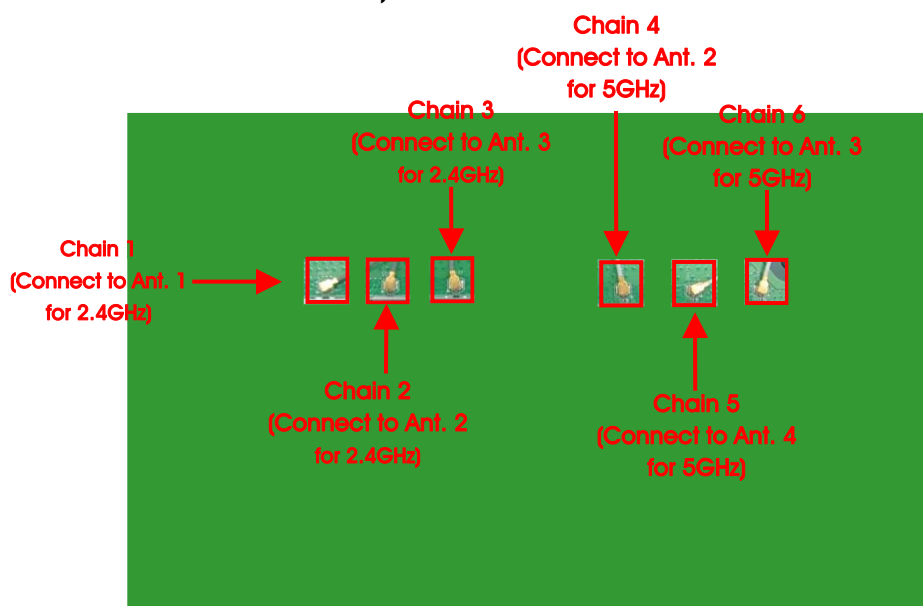 Chain 4
(Connect to Ant. 2
for 5GHz)
Chain 3
(Connect to Ant. 3
for 2.4GHz)
Chain 6
(Connect to Ant. 3
for 5GHz)
Chain 1
(Connect to Ant. 1
for 2.4GHz)
Chain 2
(Connect to Ant. 2
for 2.4GHz)
Chain 5
(Connect to Ant. 4
for 5GHz)